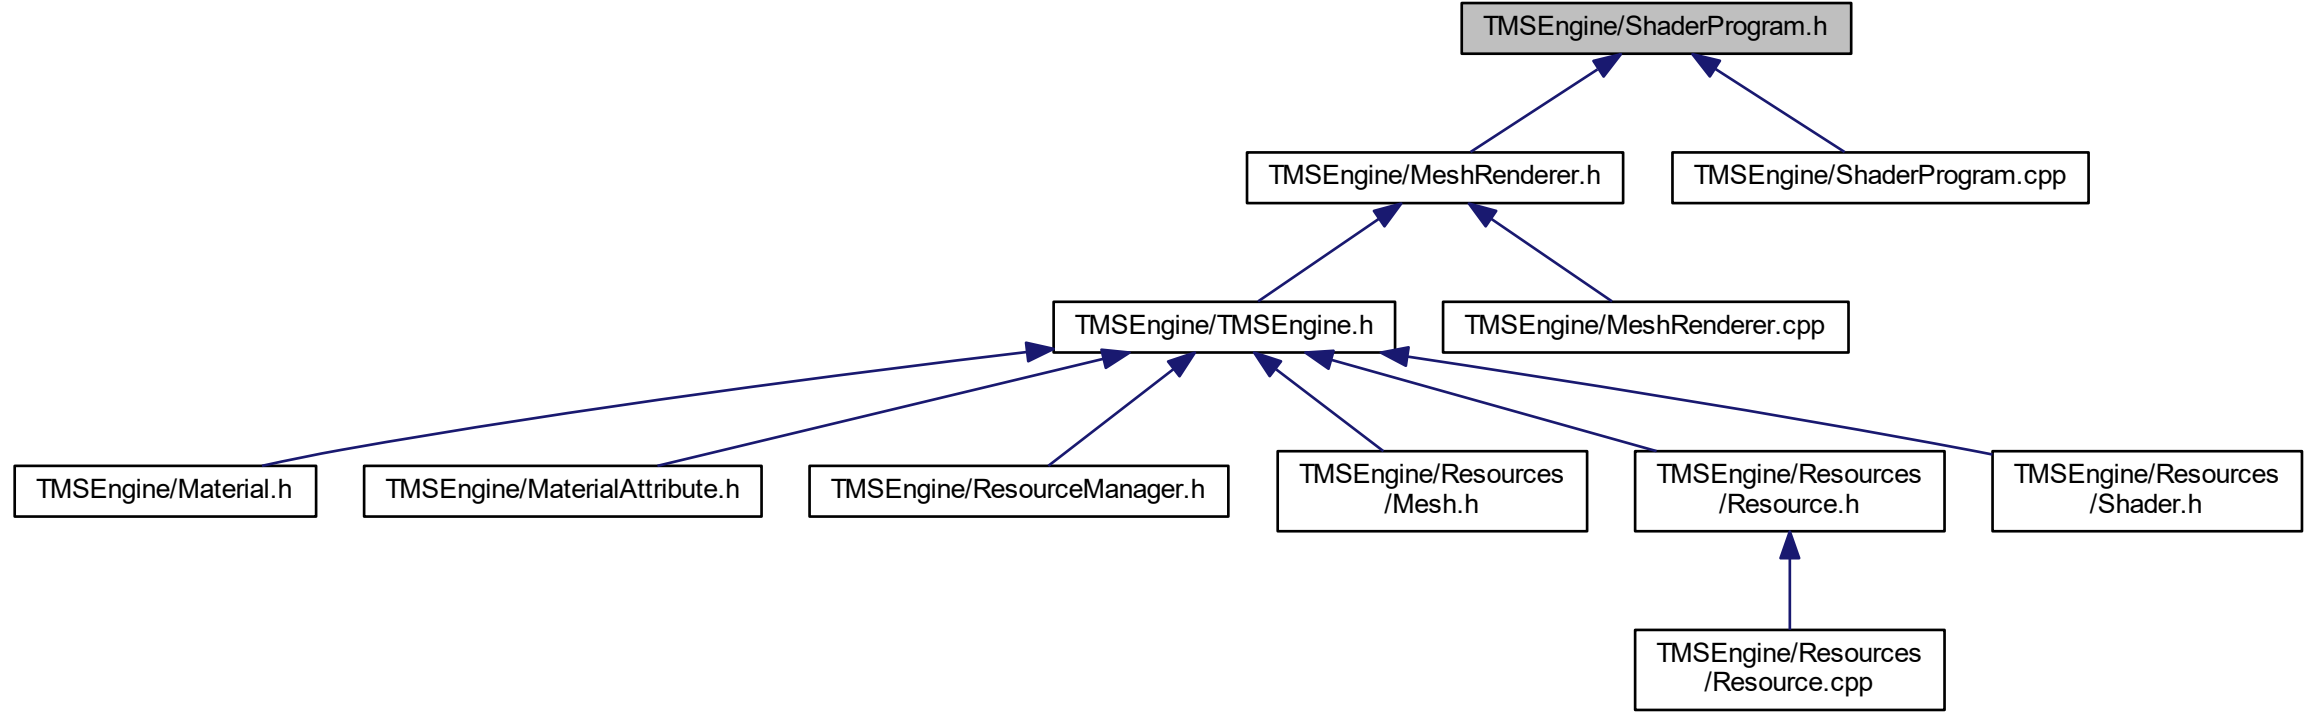 TMSEngine/ShaderProgram.h
TMSEngine/MeshRenderer.h
TMSEngine/ShaderProgram.cpp
TMSEngine/TMSEngine.h
TMSEngine/MeshRenderer.cpp
TMSEngine/Material.h
TMSEngine/MaterialAttribute.h
TMSEngine/ResourceManager.h
TMSEngine/Resources
/Mesh.h
TMSEngine/Resources
/Resource.h
TMSEngine/Resources
/Shader.h
TMSEngine/Resources
/Resource.cpp